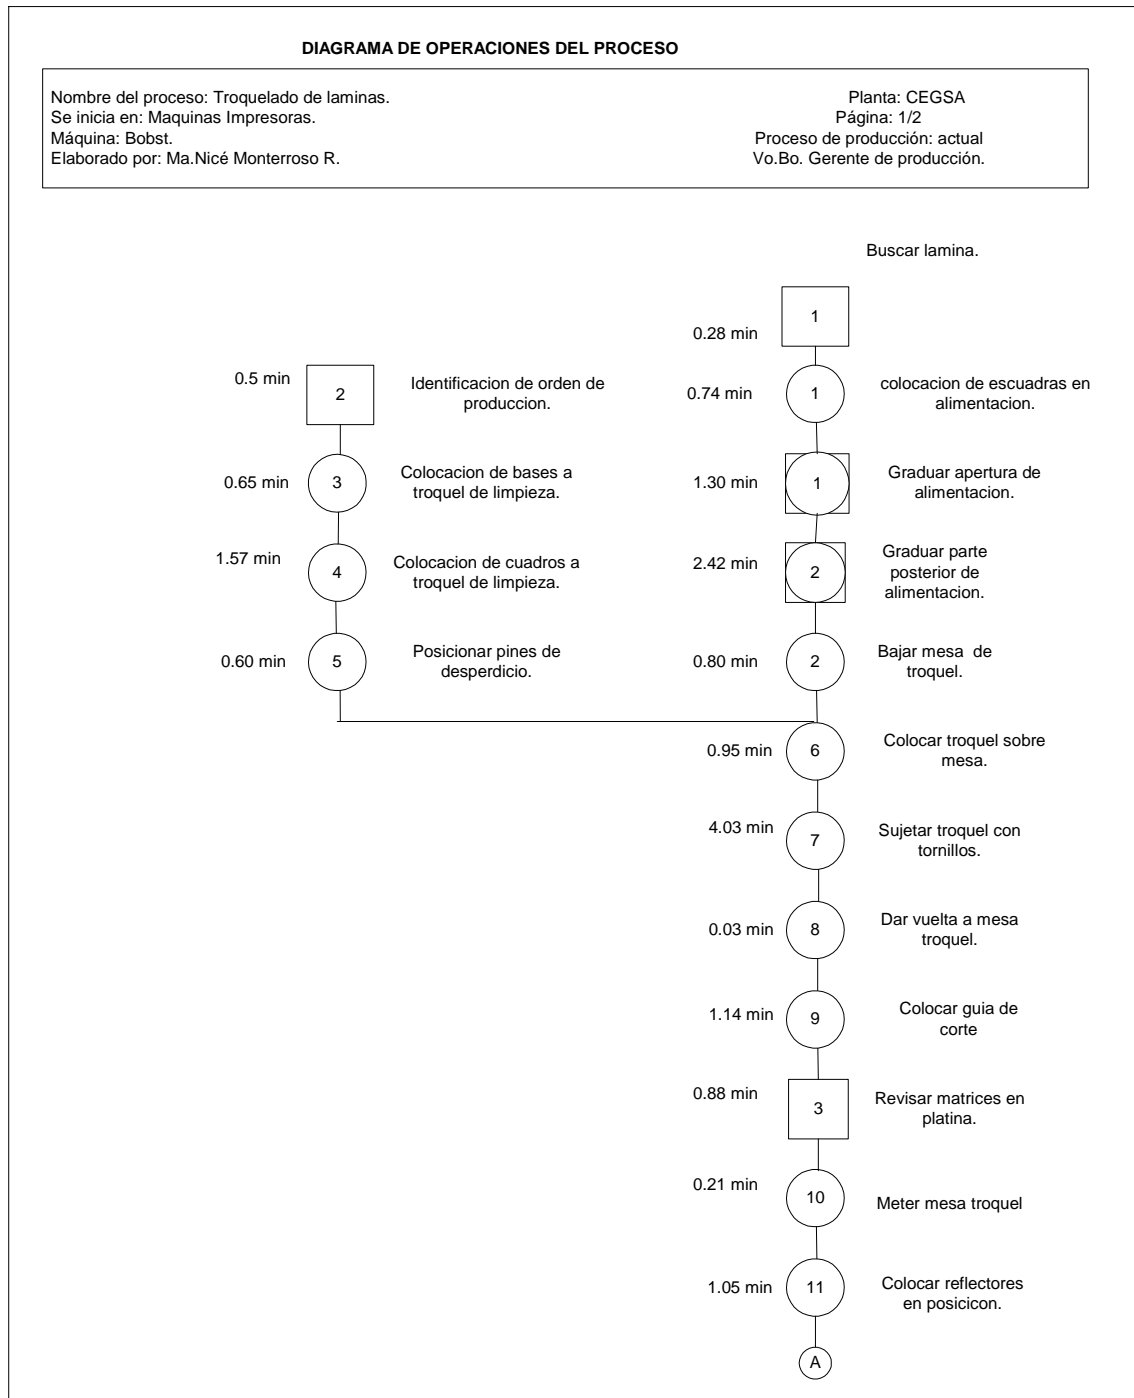 DIAGRAMA DE OPERACIONES DEL PROCESO
Nombre del proceso: Troquelado de laminas.
Se inicia en: Maquinas Impresoras.
Máquina: Bobst.
Elaborado por: Ma.Nicé Monterroso R.
Planta: CEGSA
Página: 1/2
Proceso de producción: actual
Vo.Bo. Gerente de producción.
Buscar lamina.
0.28 min
1
0.5 min
2
Identificacion de orden de
produccion.
0.65 min
3
Colocacion de bases a
troquel de limpieza.
1.57 min
4
Colocacion de cuadros a
troquel de limpieza.
0.60 min
5
Posicionar pines de
desperdicio.
0.74 min
1
colocacion de escuadras en
alimentacion.
1.30 min
1
Graduar apertura de
alimentacion.
2.42 min
2
Graduar parte
posterior de
alimentacion.
0.80 min
2
Bajar mesa  de
troquel.
0.95 min
6
Colocar troquel sobre
mesa.
4.03 min
7
Sujetar troquel con
tornillos.
0.03 min
8
Dar vuelta a mesa
troquel.
1.14 min
9
Colocar guia de
corte
0.88 min
3
Revisar matrices en
platina.
0.21 min
10
Meter mesa troquel
1.05 min
11
Colocar reflectores
en posicicon.
A